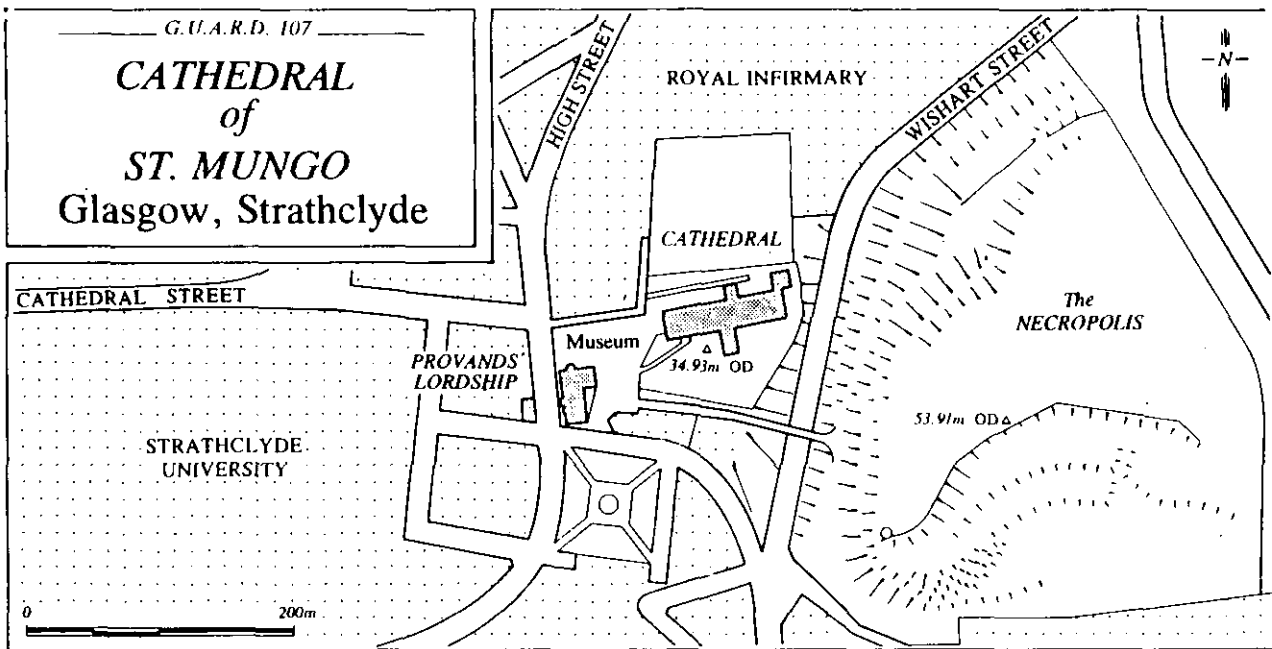 G.U.A.R.D. 107
CATHEDRAL
of
ST. MUNGO
Glasgow, Strathclyde
HIGH STREET
ROYAL INFIRMARY
WISHART STREET
-N-
CATHEDRAL
CATHEDRAL STREET
The
NECROPOLIS
Museum
PROVANDS'
LORDSHIP
34.93m OD
53.91m OD
STRATHCLYDE
UNIVERSITY
0
200m